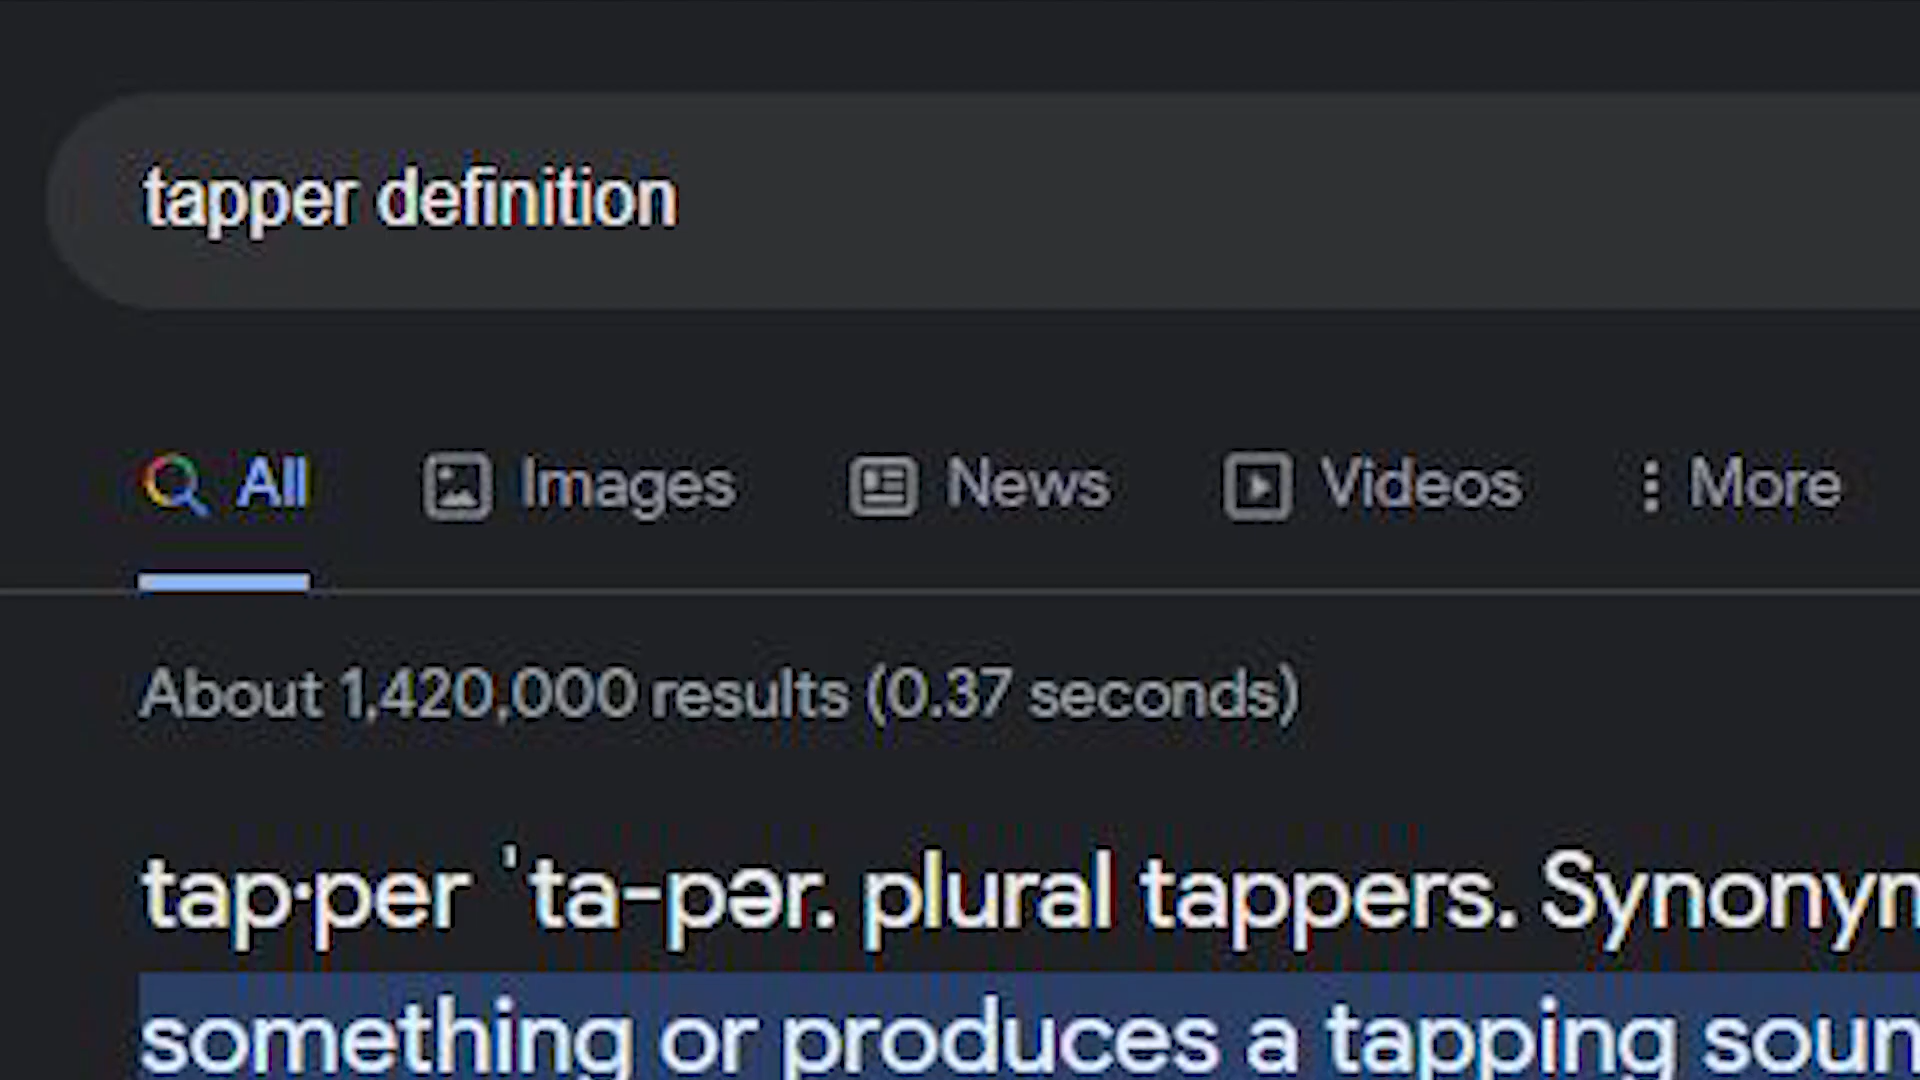 tapper definition
All Images News Videos More
About 1,420,000 results (0.37 seconds)
tap·per ˈta-pər. plural tappers.
something or produces a tapping